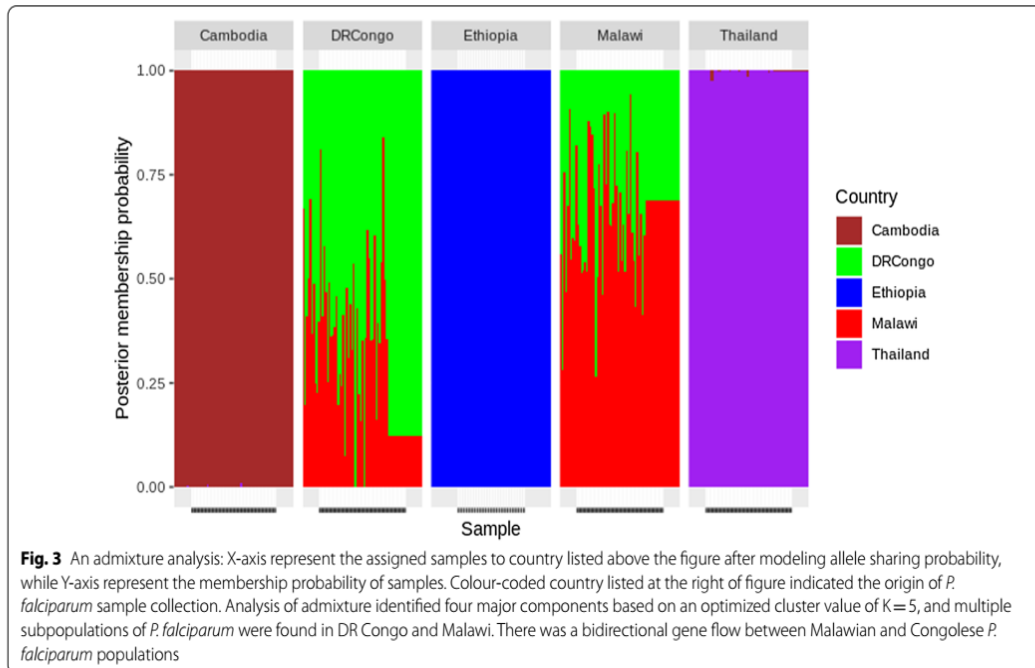 Cambodia DRCongo Ethiopia Malawi Thailand
1.00
0.75
0.50
0.25
0.00
Posterior membership probability
Sample
Country
Cambodia
DRCongo
Ethiopia
Malawi
Thailand
Fig. 3 An admixture analysis: X-axis represent the assigned samples to country listed above the figure after modeling allele sharing probability,
while Y-axis represent the membership probability of samples. Colour-coded country listed at the right of figure indicated the origin of P.
falciparum sample collection. Analysis of admixture identified four major components based on an optimized cluster value of K = 5, and multiple
subpopulations of P. falciparum were found in DR Congo and Malawi. There was a bidirectional gene flow between Malawian and Congolese P.
falciparum populations